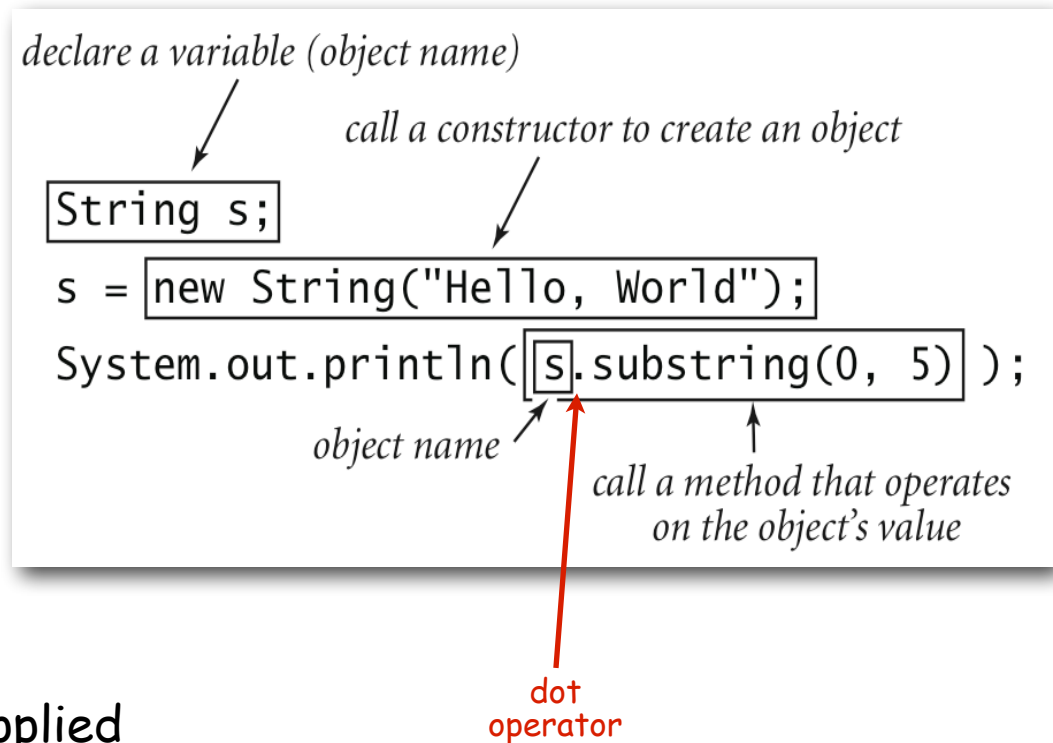 declare a variable (object name)
call a constructor to create an object
String s;
s = new String("Hello, World");
System.out.println( s.substring(0, 5) );
object name
call a method that operates
on the object’s value
dot
operator